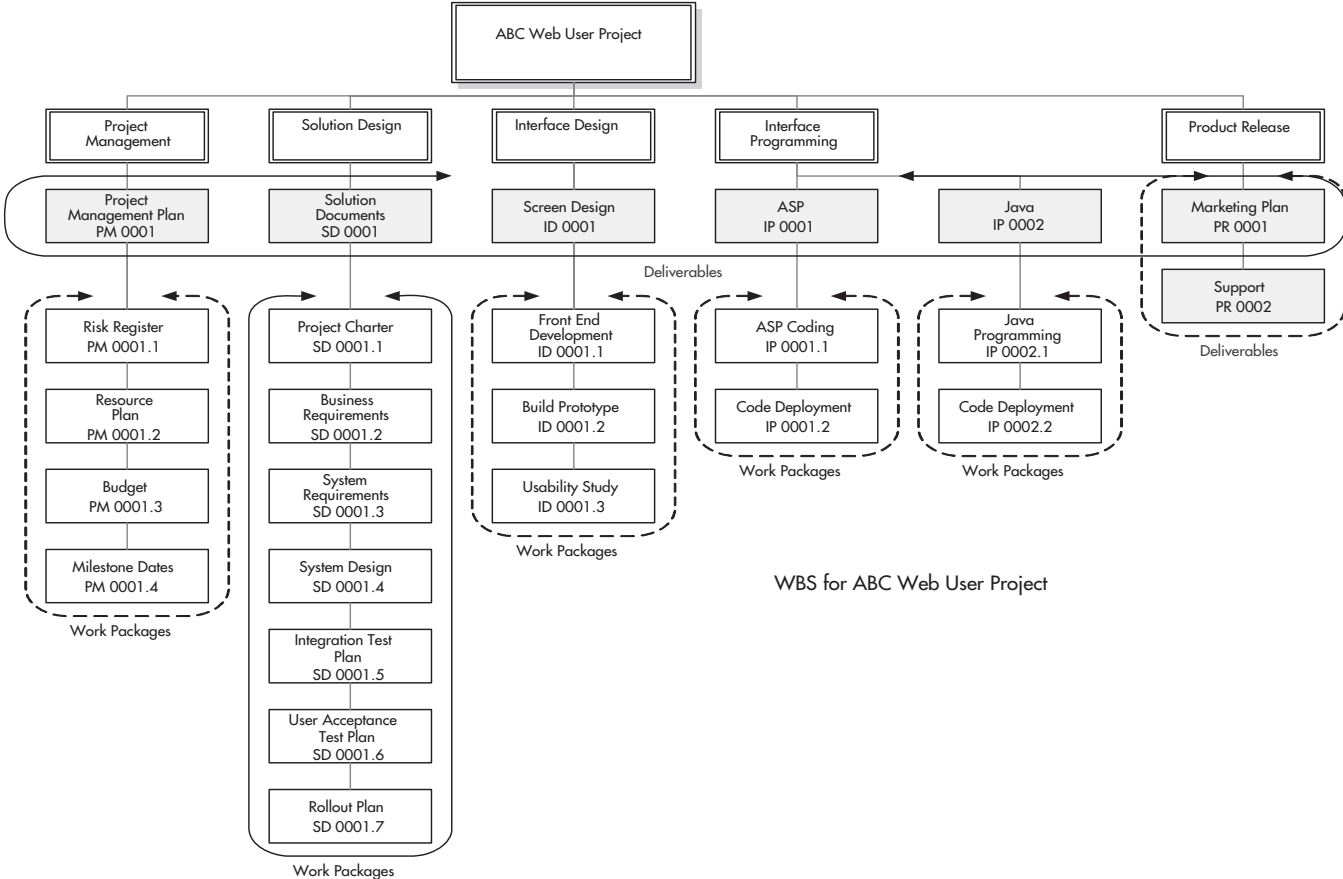 ABC Web User Project
Project
Management
Solution Design
Interface Design
Interface
Programming
Product Release
Project
Management Plan
PM 0001
Solution
Documents
SD 0001
Screen Design
ID 0001
ASP
IP 0001
Java
IP 0002
Marketing Plan
PR 0001
Deliverables
Support
PR 0002
Deliverables
Risk Register
PM 0001.1
Resource
Plan
PM 0001.2
Budget
PM 0001.3
Milestone Dates
PM 0001.4
Work Packages
Project Charter
SD 0001.1
Business
Requirements
SD 0001.2
System
Requirements
SD 0001.3
System Design
SD 0001.4
Integration Test
Plan
SD 0001.5
User Acceptance
Test Plan
SD 0001.6
Rollout Plan
SD 0001.7
Work Packages
Front End
Development
ID 0001.1
Build Prototype
ID 0001.2
Usability Study
ID 0001.3
Work Packages
ASP Coding
IP 0001.1
Code Deployment
IP 0001.2
Work Packages
Java
Programming
IP 0002.1
Code Deployment
IP 0002.2
Work Packages
WBS for ABC Web User Project